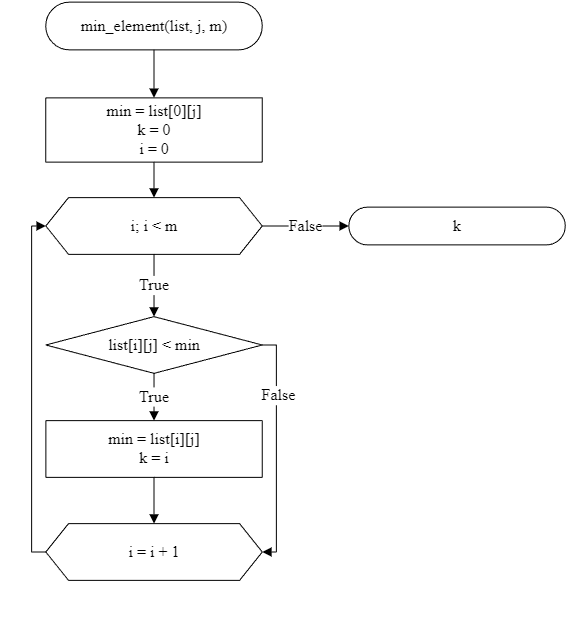 min_element(list, j, m)
min = list[0][j]
k = 0
i = 0
i; i < m
False
k
True
list[i][j] < min
True
False
min = list[i][j]
k = i
i = i + 1